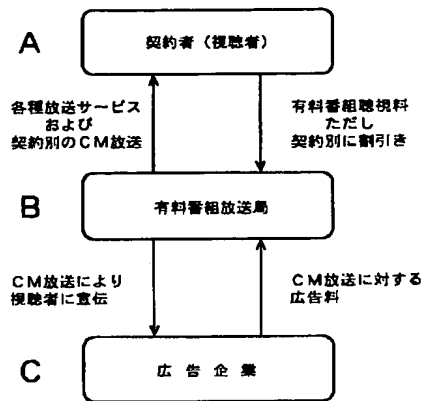 A
契約者（視聴者）
各種放送サービス
および
契約別のCM放送
有料番組聴視料
ただし
契約別に割引き
B
有料番組放送局
CM放送により
視聴者に宣伝
CM放送に対する
広告料
C
広告企業